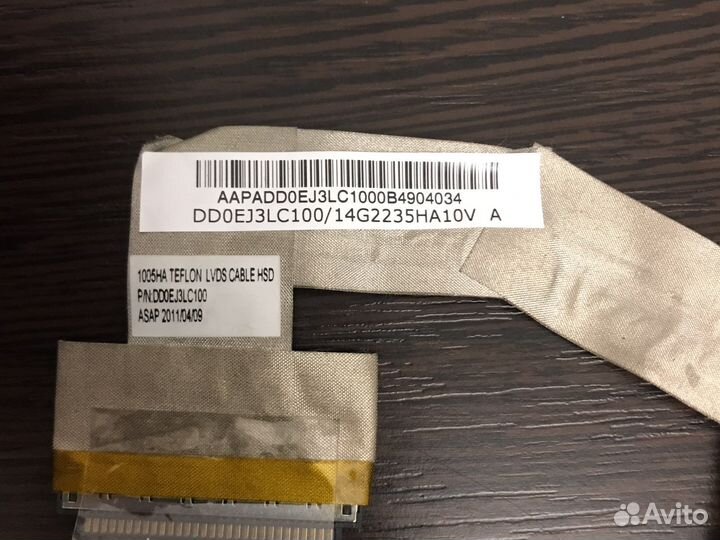 AAPADD0EJ3LC1000B4904034
DD0EJ3LC100/14G2235HA10V A
1005HA TEFLON LVDS CABLE HSD
P/N:DD0EJ3LC100
ASAP 2011/04/09
Avito